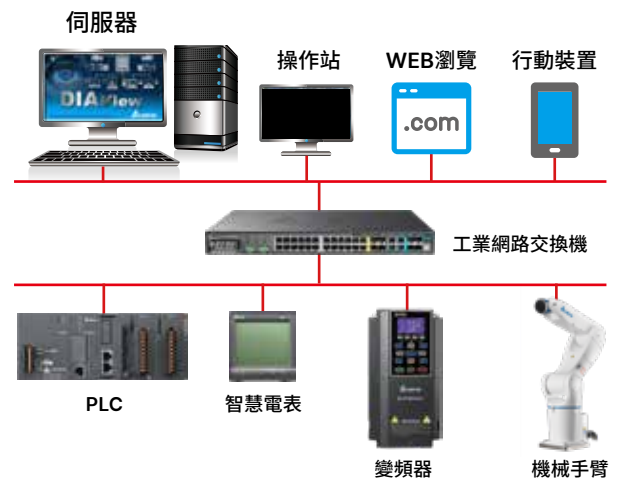 伺服器
操作站
WEB瀏覽
行動裝置
DIAView
.com
工業網路交換機
PLC
智慧電表
變頻器
機械手臂